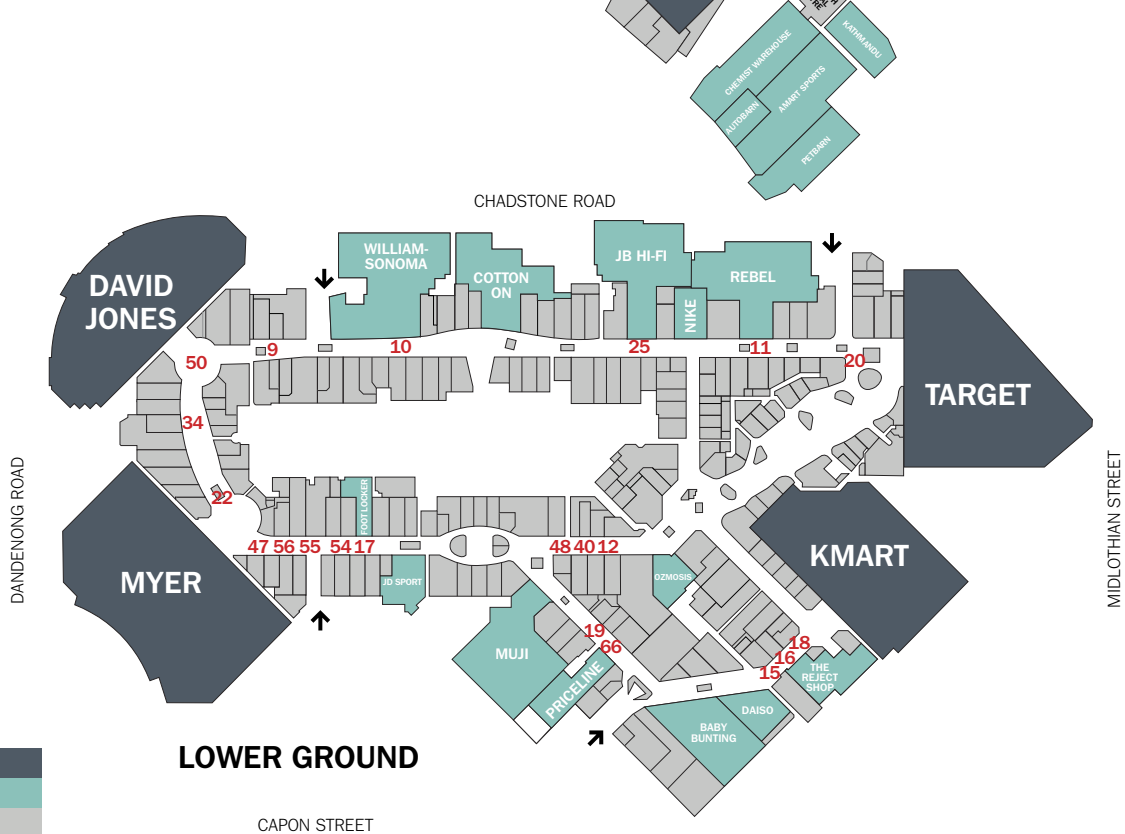 KATHMANDU
CHEMIST WAREHOUSE
AMART SPORTS
AUTOBARN
PETBARN
CHADSTONE ROAD
DAVID
JONES
WILLIAM-
SONOMA
COTTON
ON
JB HI-FI
REBEL
NIKE
50
9
10
25
11
20
TARGET
34
DANDENONG ROAD
MIDLOTHIAN STREET
22
FOOT LOCKER
47 56 55 54 17
48 40 12
MYER
JD SPORT
OZMOSIS
KMART
19
66
18
16
15
MUJI
PRICELINE
THE
REJECT
SHOP
DAISO
BABY
BUNTING
LOWER GROUND
CAPON STREET